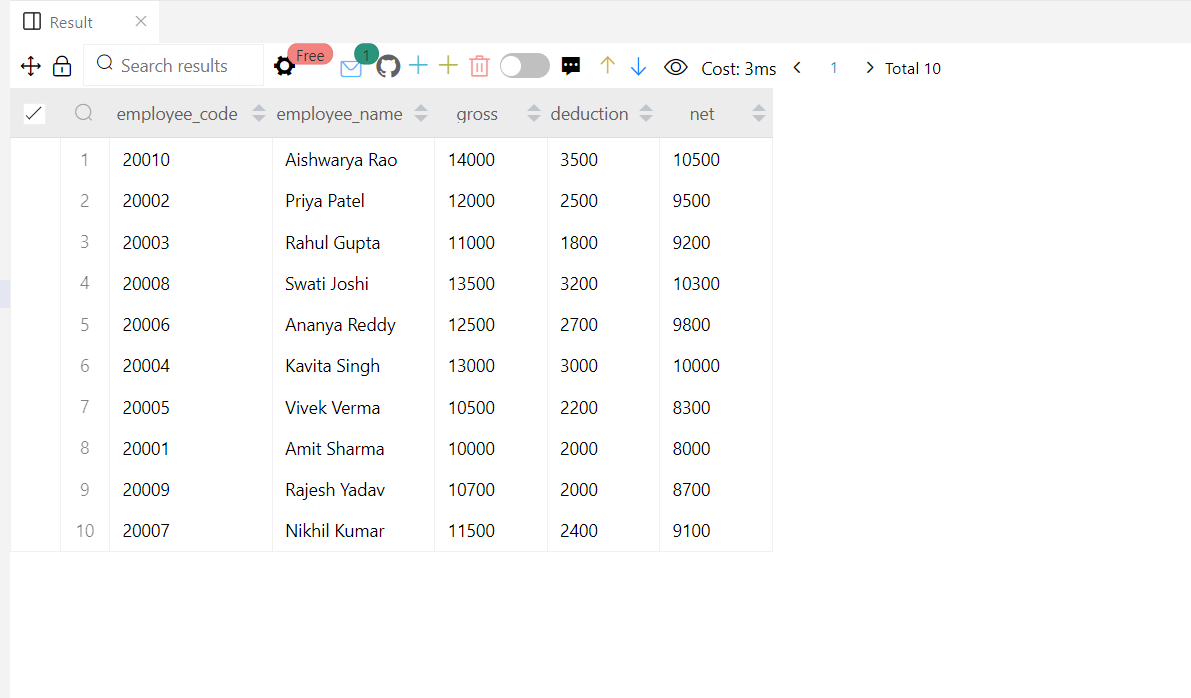 Result
Search results Free 1 Cost: 3ms 1 Total 10
employee_code employee_name gross deduction net
1 20010 Aishwarya Rao 14000 3500 10500
2 20002 Priya Patel 12000 2500 9500
3 20003 Rahul Gupta 11000 1800 9200
4 20008 Swati Joshi 13500 3200 10300
5 20006 Ananya Reddy 12500 2700 9800
6 20004 Kavita Singh 13000 3000 10000
7 20005 Vivek Verma 10500 2200 8300
8 20001 Amit Sharma 10000 2000 8000
9 20009 Rajesh Yadav 10700 2000 8700
10 20007 Nikhil Kumar 11500 2400 9100